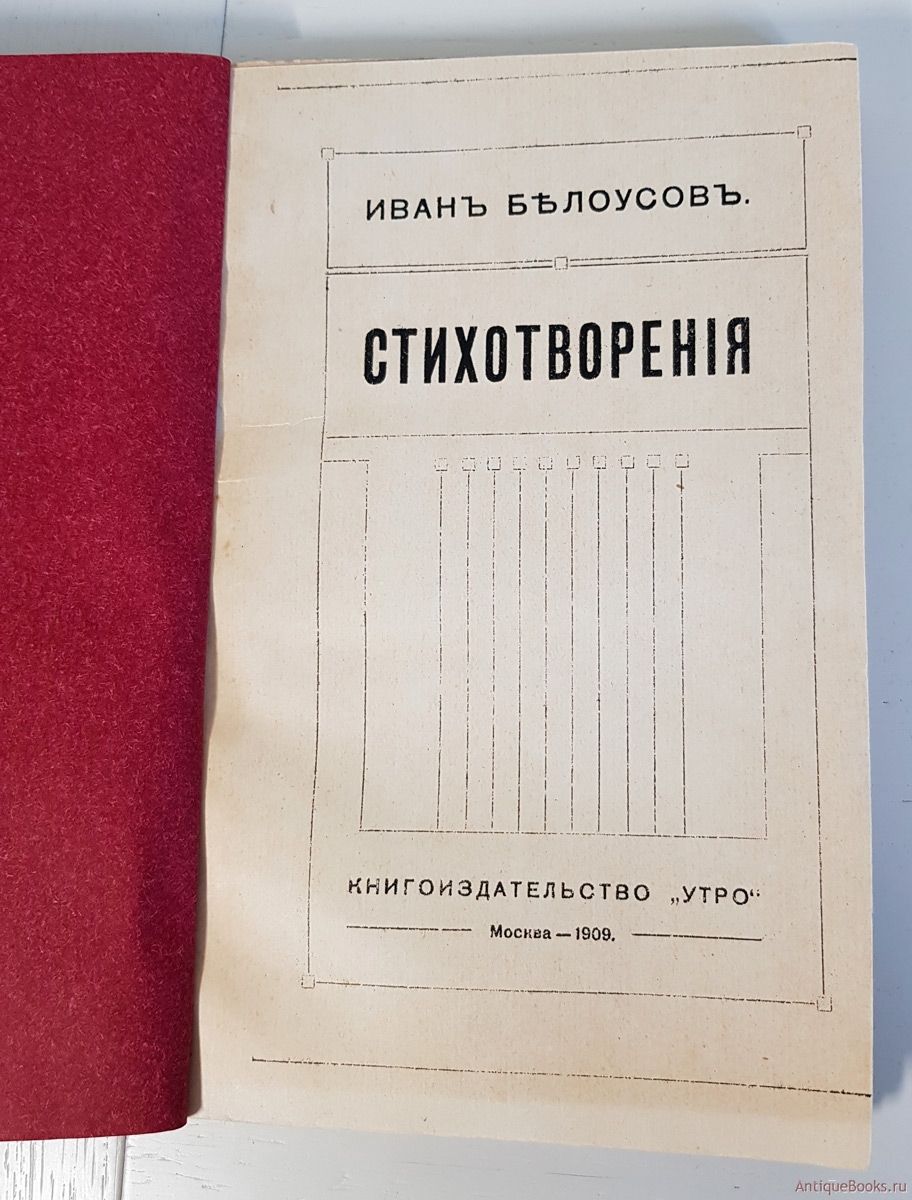 ИВАНЪ БѢЛОУСОВЪ.
СТИХОТВОРЕНІЯ
КНИГОИЗДАТЕЛЬСТВО „УТРО“
Москва — 1909.
AntiqueBooks.ru